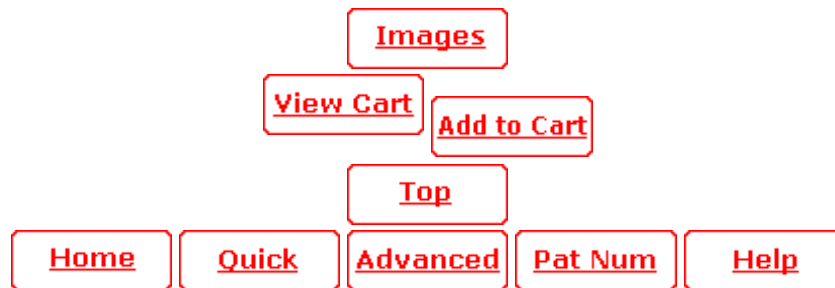 Images
View Cart
Add to Cart
Top
Home Quick Advanced Pat Num Help